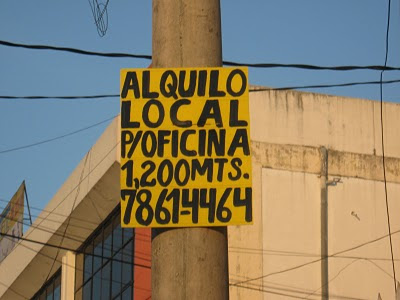 ALQUILO
LOCAL
P/OFICINA
1,200MTS.
7861-4464